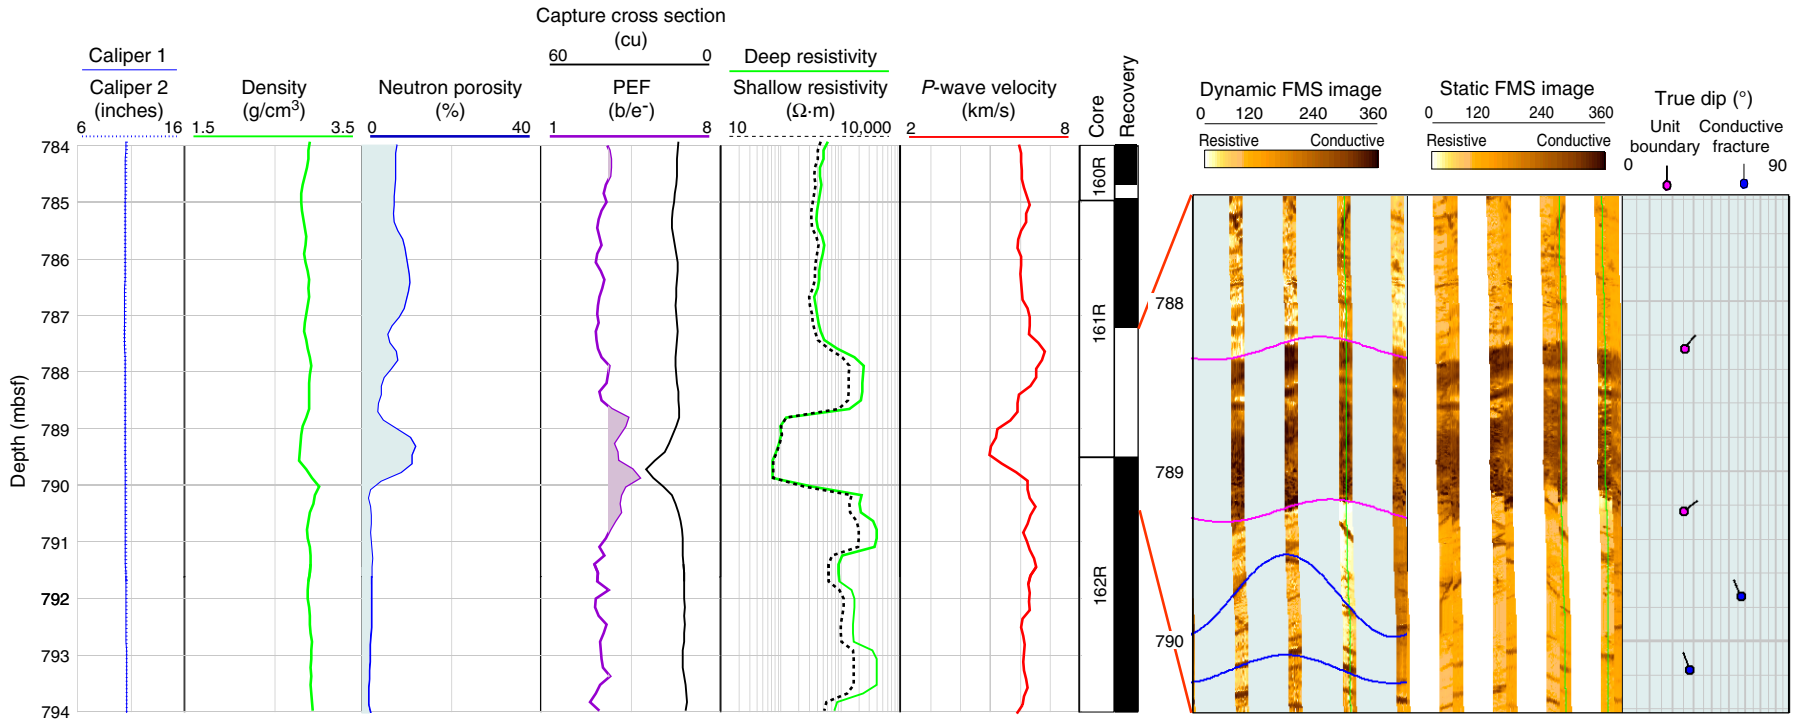 Capture cross section
(cu)
60 0
Caliper 1
Deep resistivity
Caliper 2
(inches)
6 16
Density
(g/cm3)
1.5 3.5
Neutron porosity
(%)
0 40
PEF
(b/e-)
1 8
Shallow resistivity
(Ω·m)
10 10,000
P-wave velocity
(km/s)
2 8
Core
Recovery
Dynamic FMS image
0 120 240 360
Resistive Conductive
Static FMS image
0 120 240 360
Resistive Conductive
True dip (°)
Unit
boundary
Conductive
fracture
0 90
Depth (mbsf)
784
785
786
787
788
789
790
791
792
793
794
160R
161R
162R
788
789
790